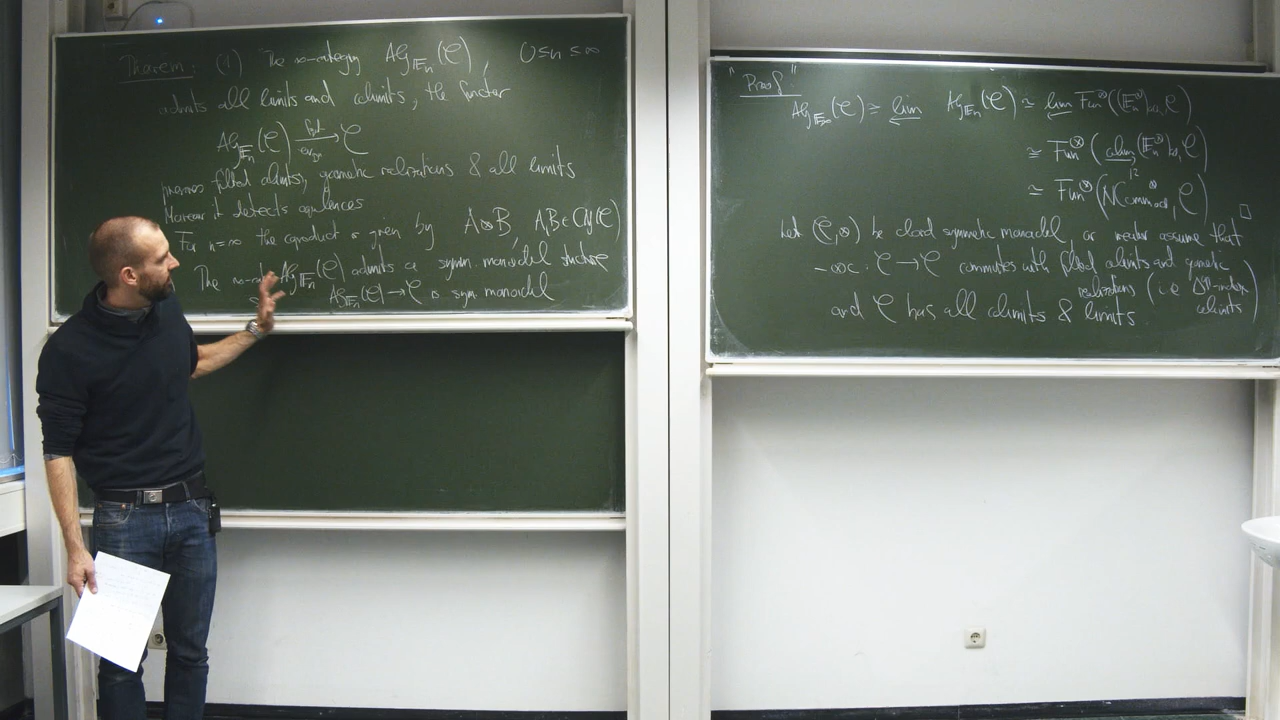 Theorem: (1) The ∞-category Alg_{𝔼_n}(𝒞), 0≤n≤∞
admits all limits and colimits, the functor
Alg_{𝔼_n}(𝒞) → 𝒞
preserves filtered colimits, geometric realizations & all limits
Moreover it detects equivalences
For n=∞ the coproduct is given by A⊗B, A,B∈CAlg(𝒞)
The ∞-cat Alg_{𝔼_n}(𝒞) admits a symm. monoidal structure
Alg_{𝔼_n}(𝒞) → 𝒞 is sym monoidal
"Proof:"
Alg_{𝔼_∞}(𝒞) ≃ lim Alg_{𝔼_n}(𝒞) ≃ lim Fun^⊗((𝔼_n^⊗), 𝒞)
≅ Fun^⊗(colim (𝔼_n^⊗), 𝒞)
≅ Fun^⊗(NComm^⊗, 𝒞) □
Let (𝒞,⊗) be closed symmetric monoidal or weaker assume that
-⊗c : 𝒞 → 𝒞 commutes with filtered colimits and geometric
realizations (i.e. Δ^op-indexed colimits)
and 𝒞 has all colimits & limits